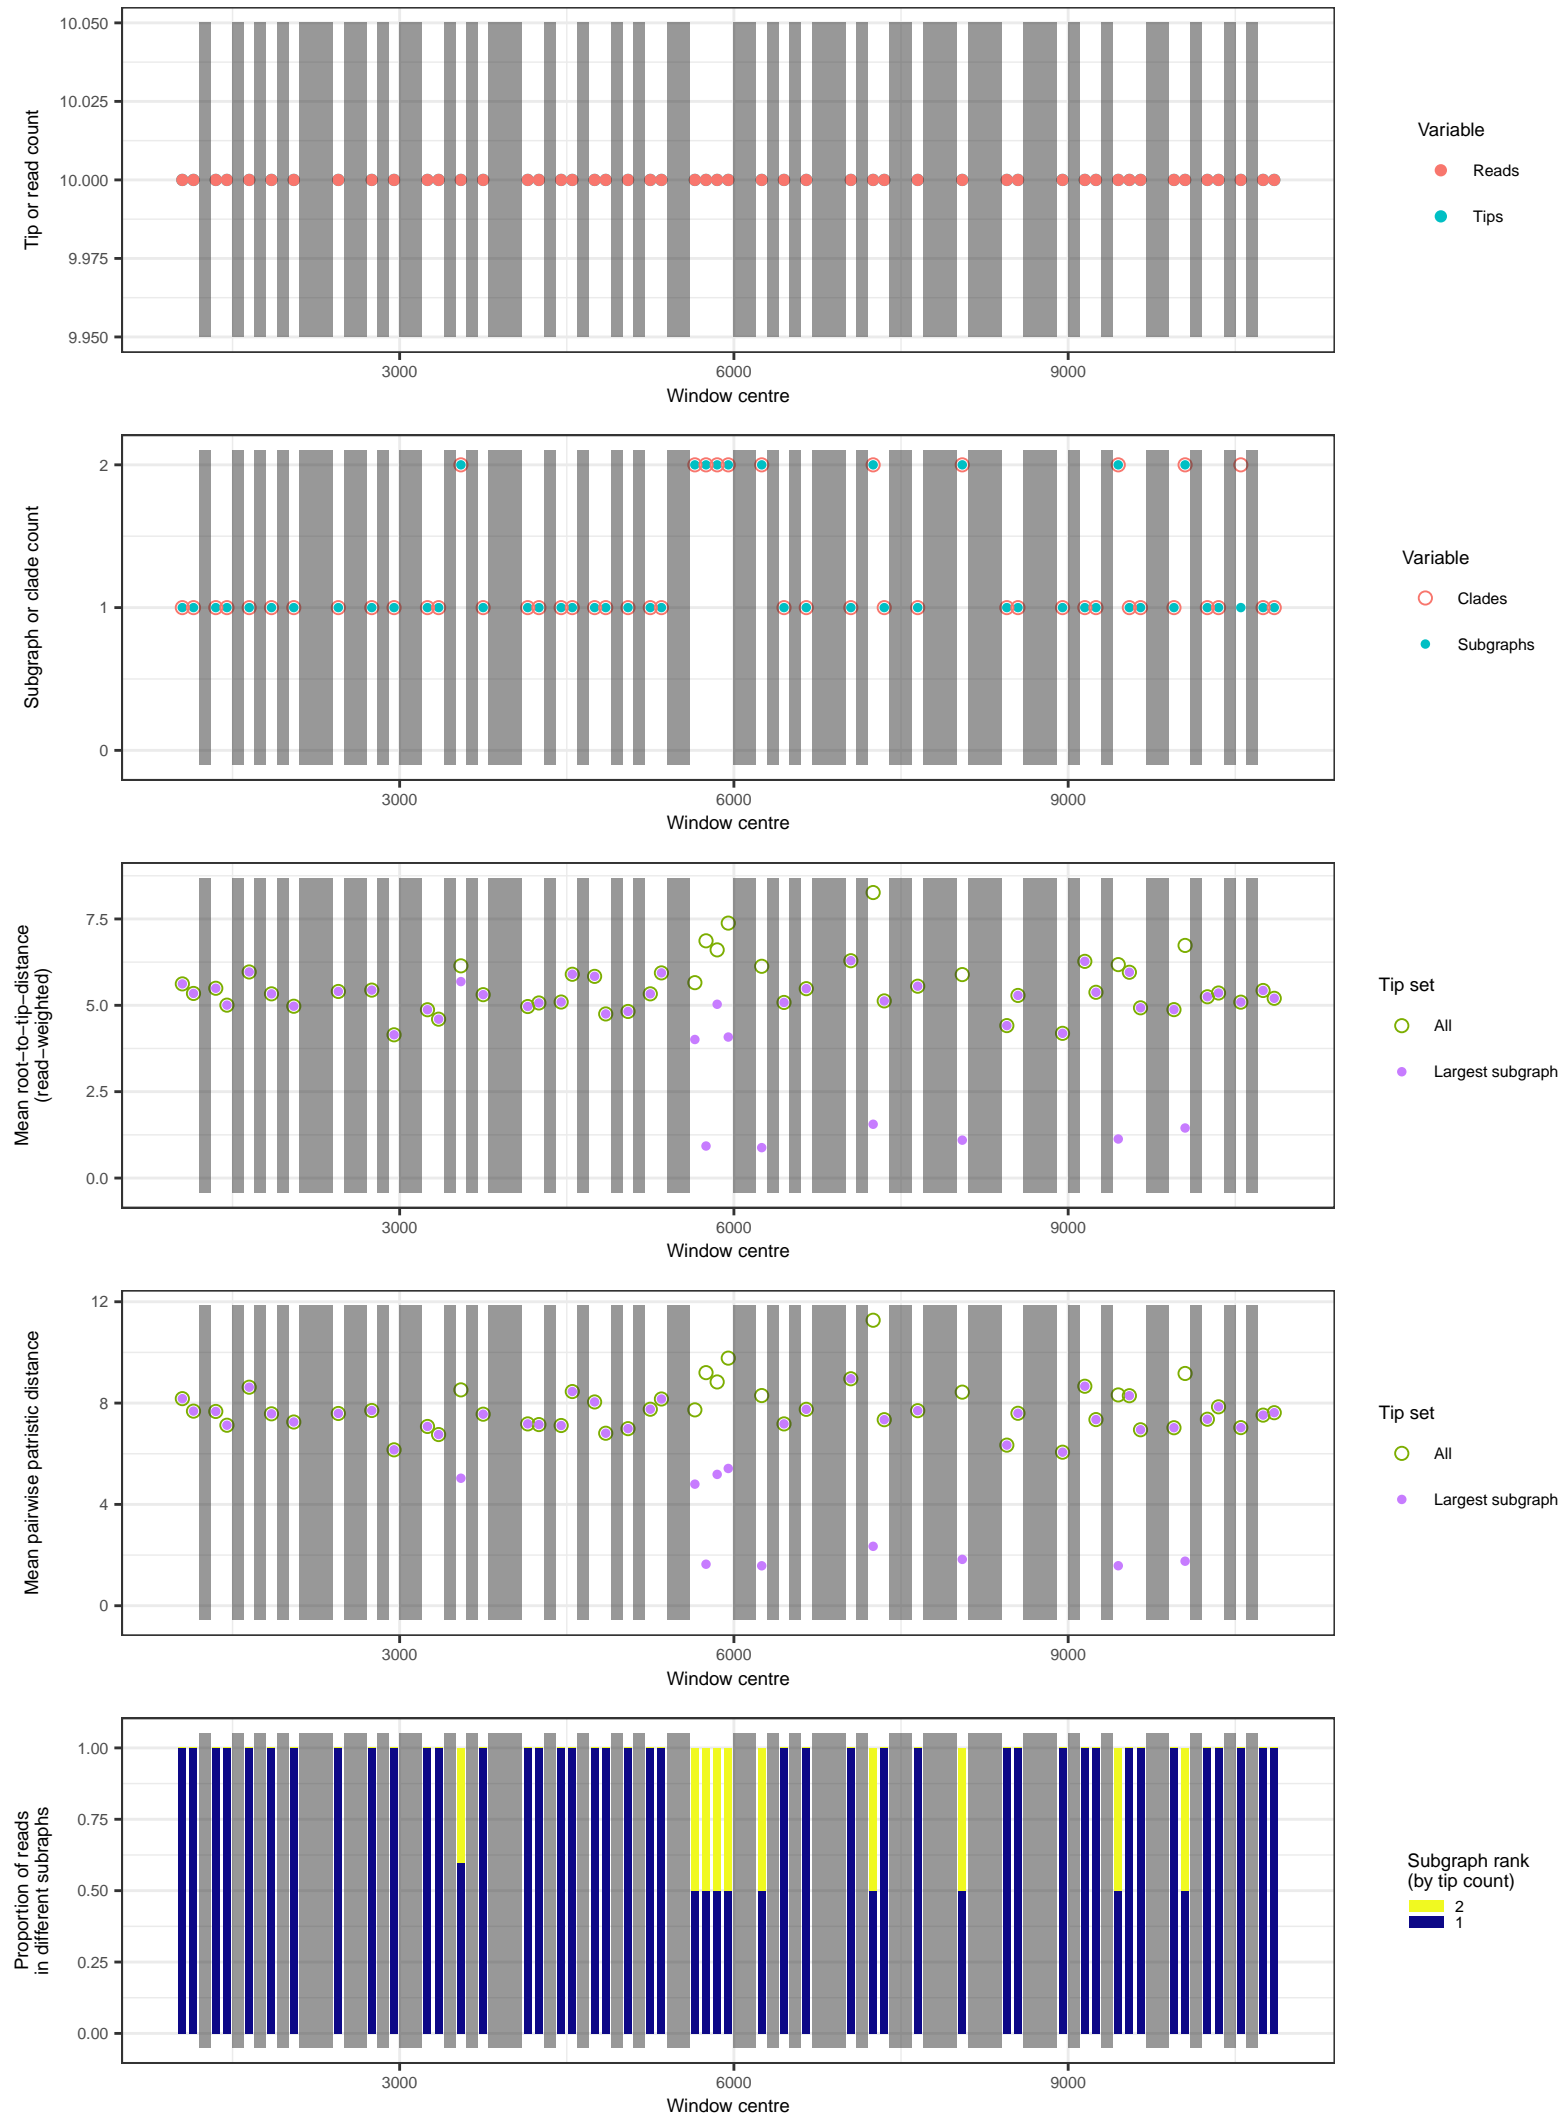 10.050
10.025
10.000
9.975
9.950
Tip or read count
3000
6000
9000
Window centre
Variable
Reads
Tips
2
1
0
Subgraph or clade count
3000
6000
9000
Window centre
Variable
Clades
Subgraphs
7.5
5.0
2.5
0.0
Mean root−to−tip−distance
(read−weighted)
3000
6000
9000
Window centre
Tip set
All
Largest subgraph
12
8
4
0
Mean pairwise patristic distance
3000
6000
9000
Window centre
Tip set
All
Largest subgraph
1.00
0.75
0.50
0.25
0.00
Proportion of reads
in different subraphs
3000
6000
9000
Window centre
Subgraph rank
(by tip count)
2
1